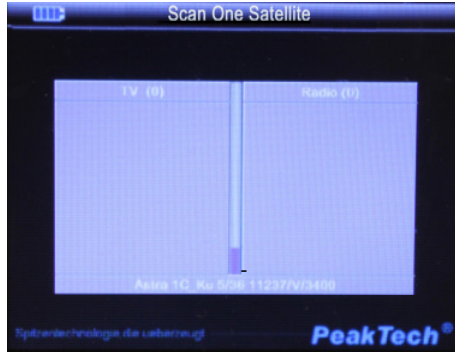 Scan One Satellite
TV (0)
Radio (0)
Astra 1C Ku 5/36 11237/V/3400
Spitzentechnologie die ueberzeugt
PeakTech®